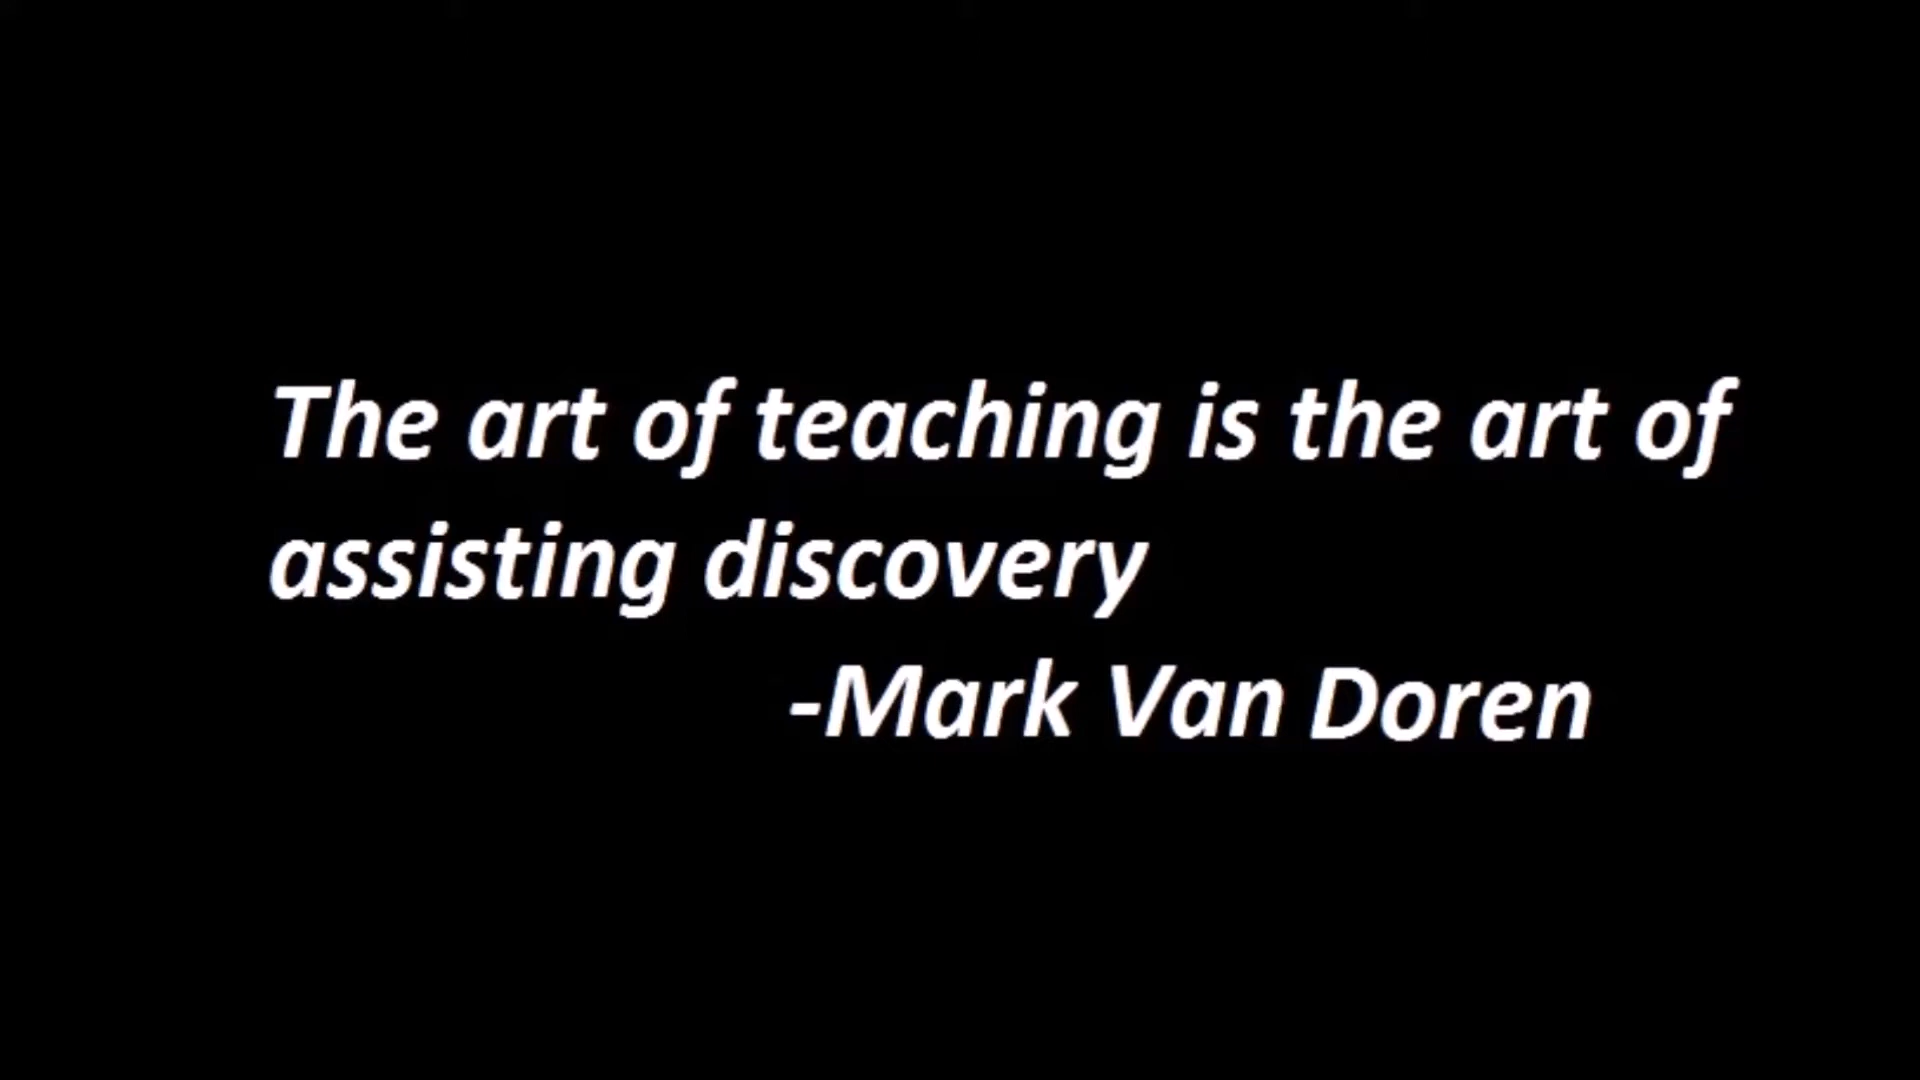 The art of teaching is the art of
assisting discovery
-Mark Van Doren